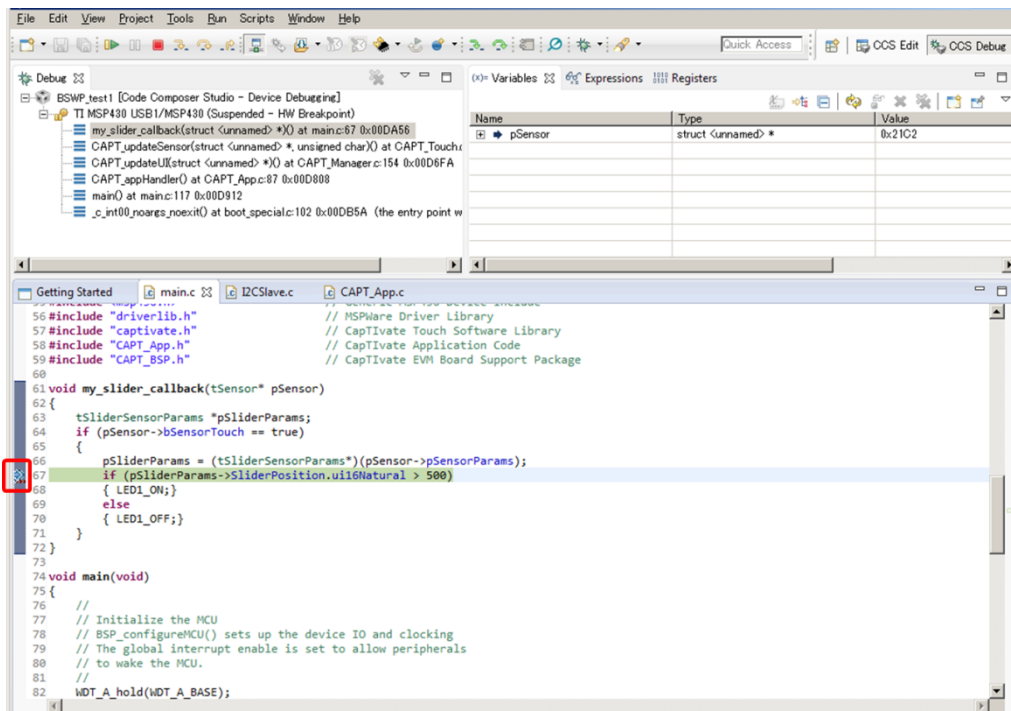 File Edit View Project Tools Run Scripts Window Help
Quick Access CCS Edit CCS Debug
Debug
BSWP_test1 [Code Composer Studio - Device Debugging]
TI MSP430 USB1/MSP430 (Suspended - HW Breakpoint)
my_slider_callback(struct <unnamed> *)() at main.c:67 0x00DA56
CAPT_updateSensor(struct <unnamed> *, unsigned char)() at CAPT_Touch.c
CAPT_updateUI(struct <unnamed> *)() at CAPT_Manager.c:154 0x00D6FA
CAPT_appHandler() at CAPT_App.c:87 0x00D808
main() at main.c:117 0x00D912
_c_int00_noargs_noexit() at boot_special.c:102 0x00DB5A (the entry point w
(x)= Variables Expressions Registers
Name Type Value
pSensor struct <unnamed> * 0x21C2
Getting Started main.c I2CSlave.c CAPT_App.c
55 #include <msp430.h> // Generic MSP430 Device Include
56 #include "driverlib.h" // MSPWare Driver Library
57 #include "captivate.h" // CapTIvate Touch Software Library
58 #include "CAPT_App.h" // CapTIvate Application Code
59 #include "CAPT_BSP.h" // CapTIvate EVM Board Support Package
60
61 void my_slider_callback(tSensor* pSensor)
62 {
63 tSliderSensorParams *pSliderParams;
64 if (pSensor->bSensorTouch == true)
65 {
66 pSliderParams = (tSliderSensorParams*)(pSensor->pSensorParams);
67 if (pSliderParams->SliderPosition.ui16Natural > 500)
68 { LED1_ON;}
69 else
70 { LED1_OFF;}
71 }
72 }
73
74 void main(void)
75 {
76 //
77 // Initialize the MCU
78 // BSP_configureMCU() sets up the device IO and clocking
79 // The global interrupt enable is set to allow peripherals
80 // to wake the MCU.
81 //
82 WDT_A_hold(WDT_A_BASE);